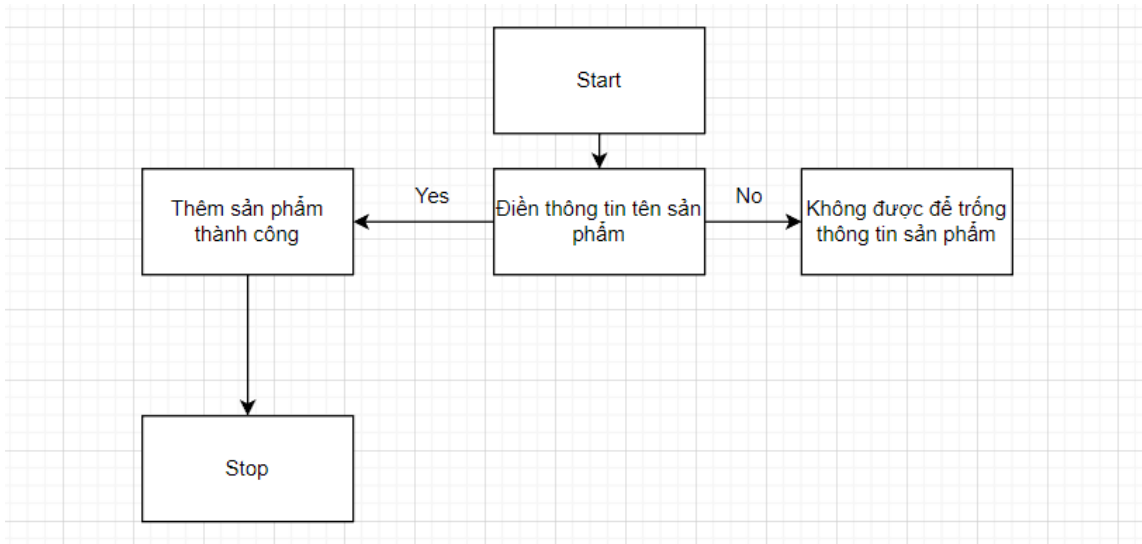 Start
Thêm sản phẩm
thành công
Yes
Điền thông tin tên sản
phẩm
No
Không được để trống
thông tin sản phẩm
Stop